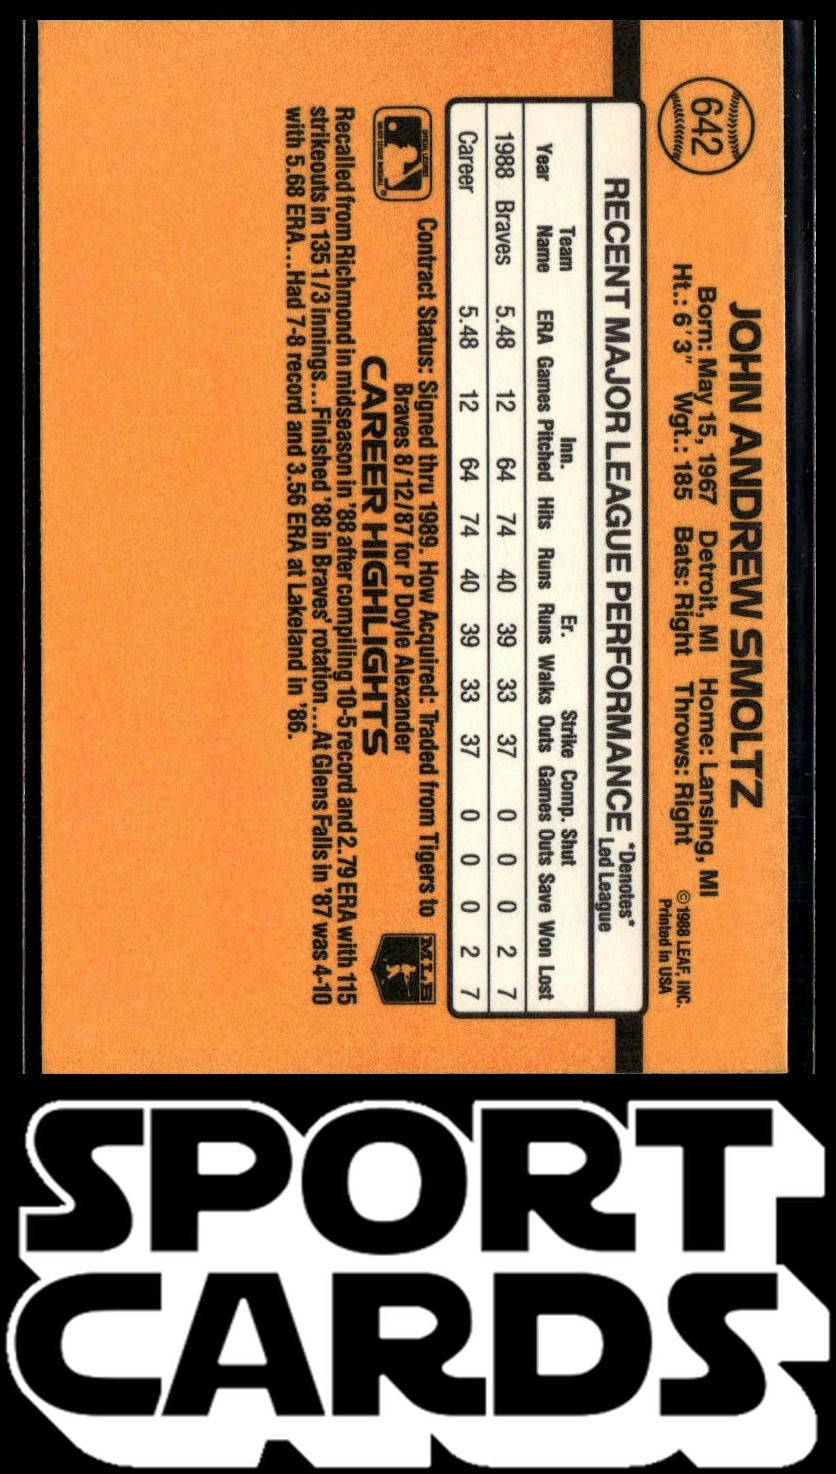 642
JOHN ANDREW SMOLTZ
Born: May 15, 1967 Detroit, MI Home: Lansing, MI
Ht.: 6'3" Wgt.: 185 Bats: Right Throws: Right
©1988 LEAF, INC.
Printed in USA
RECENT MAJOR LEAGUE PERFORMANCE *Denotes*
Led League
Team Inn. Er. Strike Comp. Shut
Year Name ERA Games Pitched Hits Runs Runs Walks Outs Games Outs Save Won Lost
1988 Braves 5.48 12 64 74 40 39 33 37 0 0 0 2 7
Career 5.48 12 64 74 40 39 33 37 0 0 0 2 7
Contract Status: Signed thru 1989. How Acquired: Traded from Tigers to
Braves 8/12/87 for P Doyle Alexander
MLB
CAREER HIGHLIGHTS
Recalled from Richmond in midseason in '88 after compiling 10-5 record and 2.79 ERA with 115
strikeouts in 135 1/3 innings....Finished '88 in Braves' rotation....At Glens Falls in '87 was 4-10
with 5.68 ERA....Had 7-8 record and 3.56 ERA at Lakeland in '86.
SPORT
CARDS